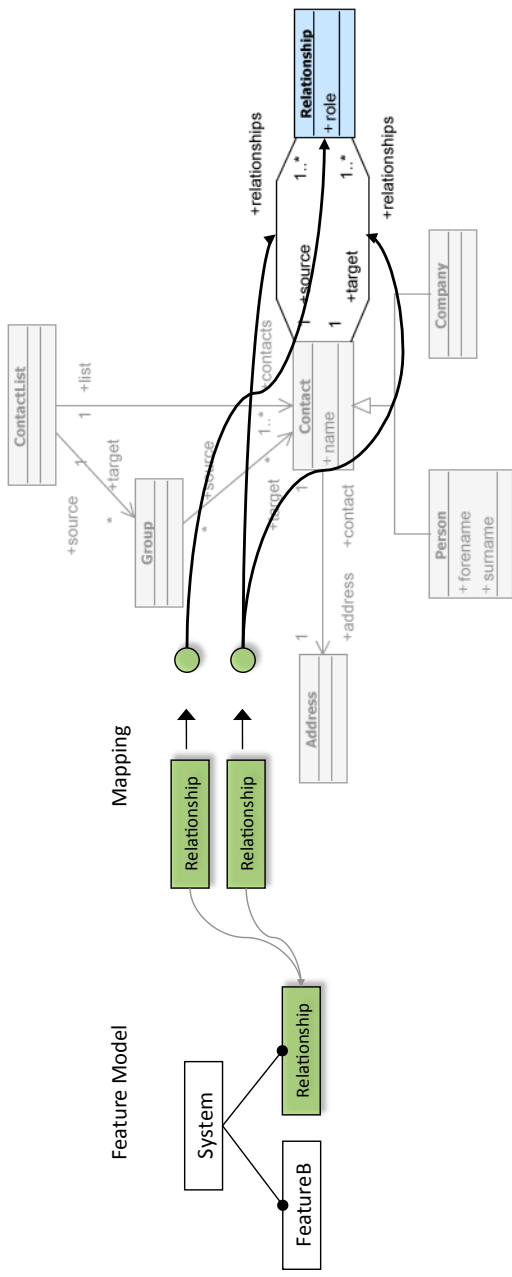 Feature Model
System
FeatureB
Relationship
Mapping
Relationship
Relationship
ContactList
+source
*
1
+target
1
+list
Group
*
+source
*
+target
1..*
+contacts
Contact
+ name
1
+contact
1
+address
Address
1
+source
1
+target
+relationships
1..*
1..*
+relationships
Relationship
+ role
Person
+ forename
+ surname
Company